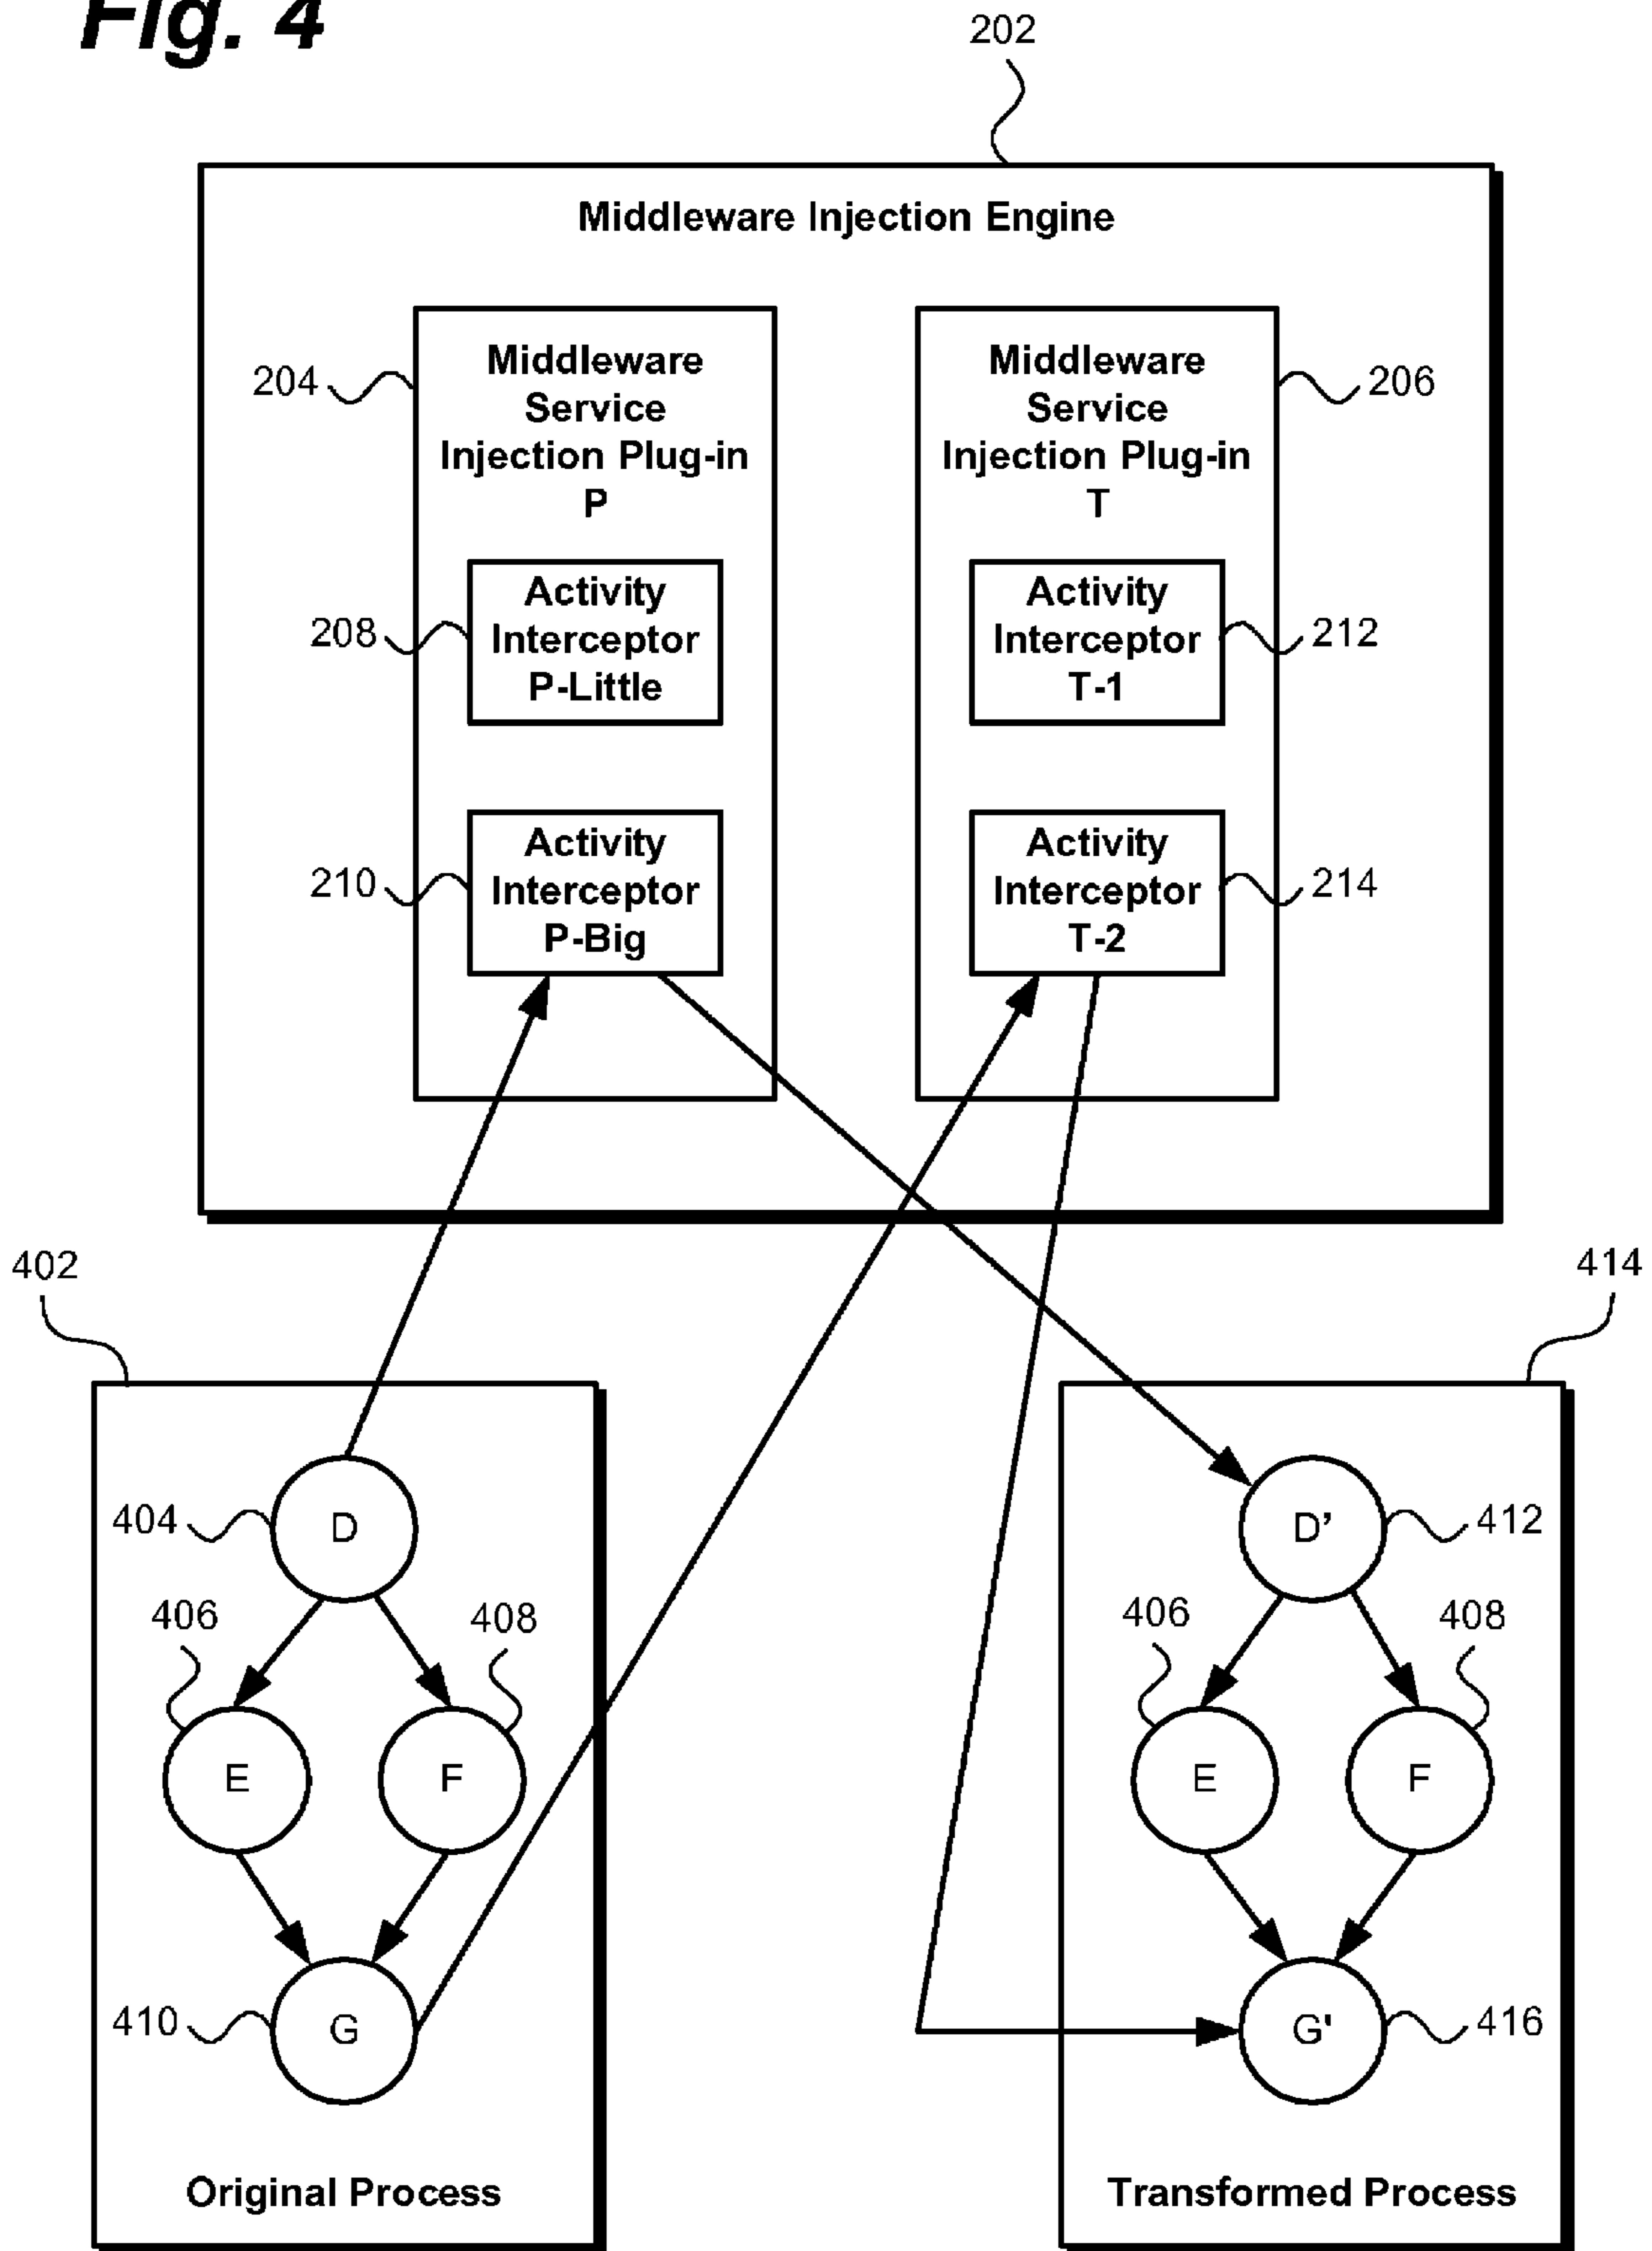 Fig. 4
202
Middleware Injection Engine
204
Middleware
Service
Injection Plug-in
P
Middleware
Service
Injection Plug-in
T
206
208
Activity
Interceptor
P-Little
Activity
Interceptor
T-1
212
210
Activity
Interceptor
P-Big
Activity
Interceptor
T-2
214
402
414
404
D
406
408
E
F
410
G
Original Process
D’
412
406
408
E
F
G'
416
Transformed Process